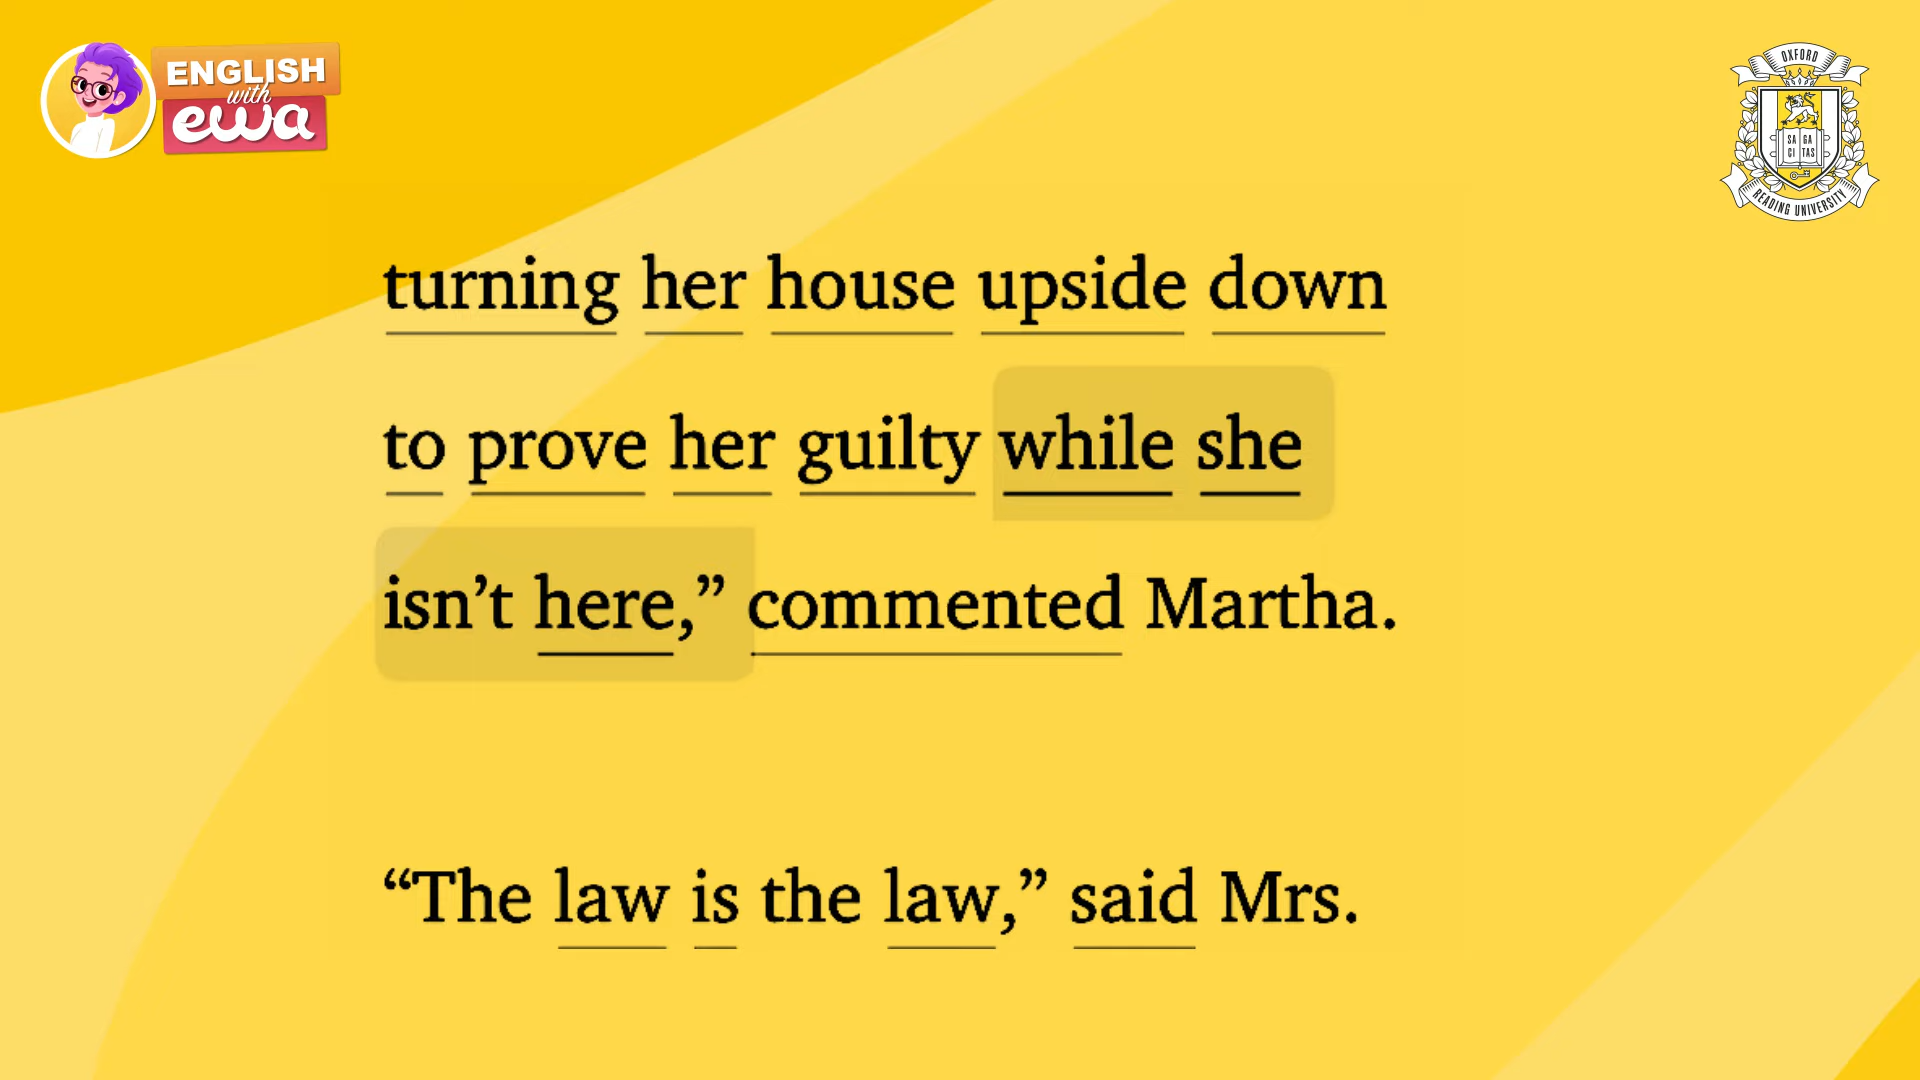 ENGLISH
with
ewa
OXFORD
SA GA
CI TAS
READING UNIVERSITY
turning her house upside down
to prove her guilty while she
isn’t here,” commented Martha.
“The law is the law,” said Mrs.